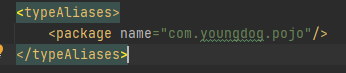 <typeAliases>
<package name="com.youngdog.pojo"/>
</typeAliases>